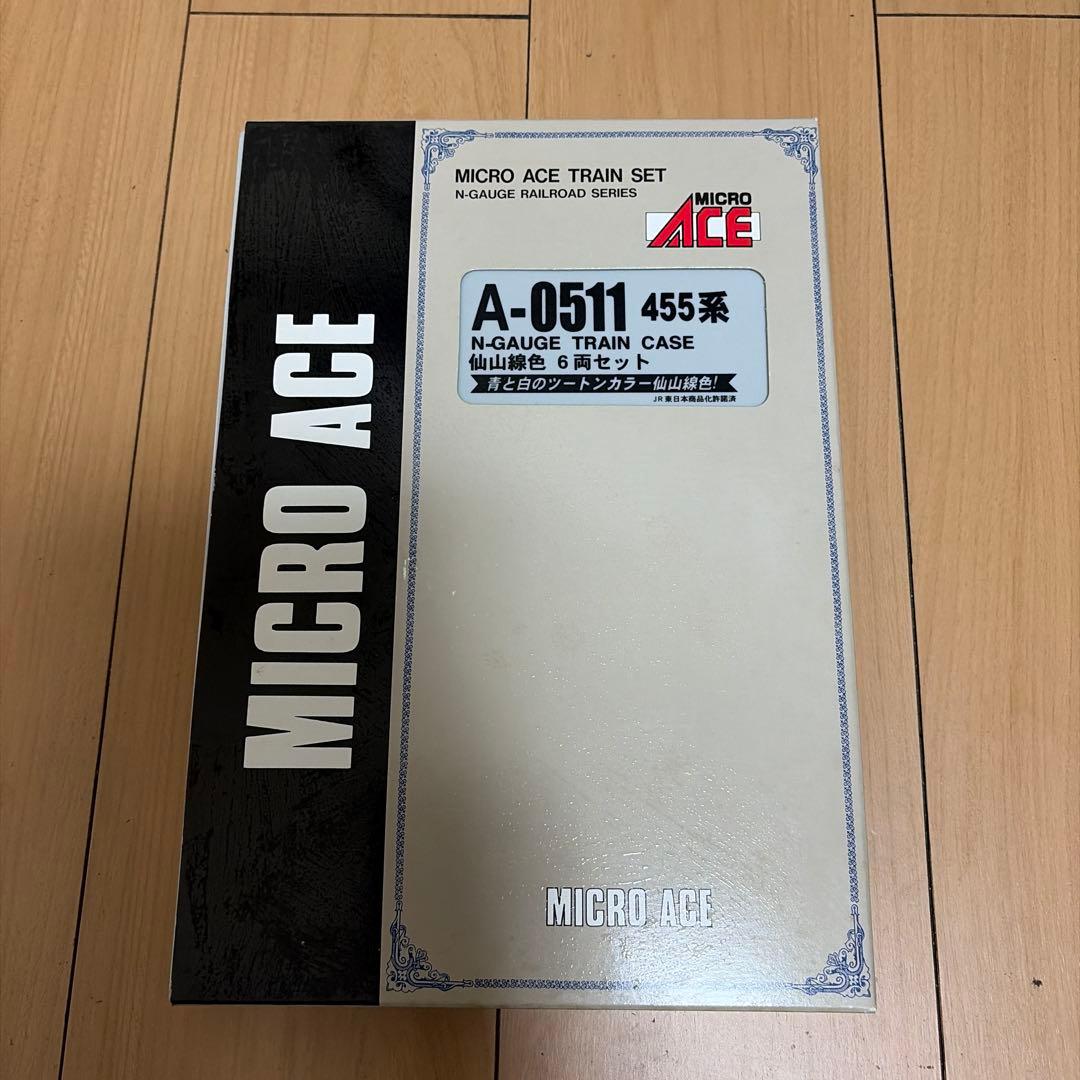 MICRO ACE
MICRO ACE TRAIN SET
N-GAUGE RAILROAD SERIES
MICRO
ACE
A-0511 455系
N-GAUGE TRAIN CASE
仙山線色 6両セット
青と白のツートンカラー仙山線色!
JR東日本商品化許諾済
MICRO ACE